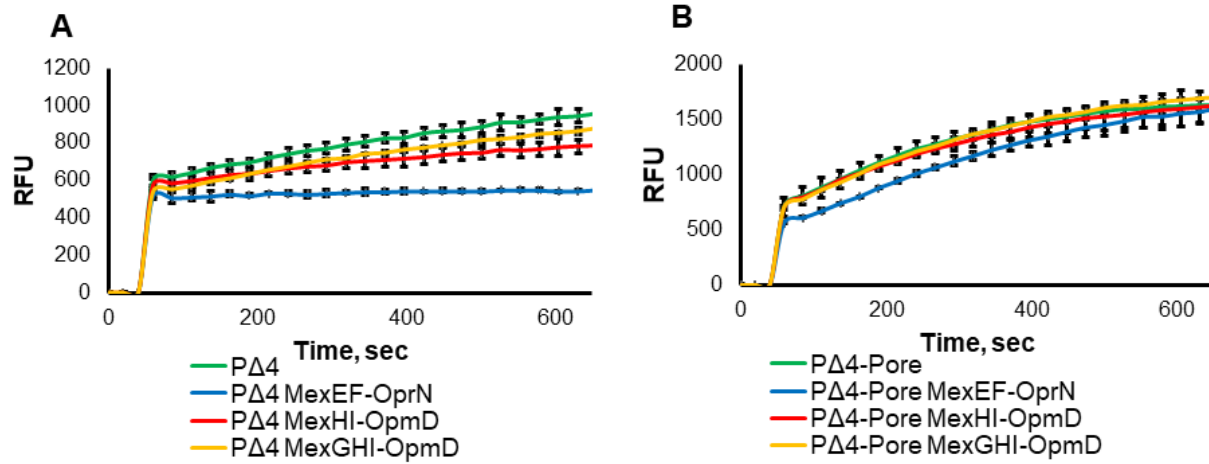 A
1200
1000
800
600
400
200
0
RFU
0 200 400 600
Time, sec
PΔ4
PΔ4 MexEF-OprN
PΔ4 MexHI-OpmD
PΔ4 MexGHI-OpmD
B
2000
1500
1000
500
0
RFU
0 200 400 600
Time, sec
PΔ4-Pore
PΔ4-Pore MexEF-OprN
PΔ4-Pore MexHI-OpmD
PΔ4-Pore MexGHI-OpmD